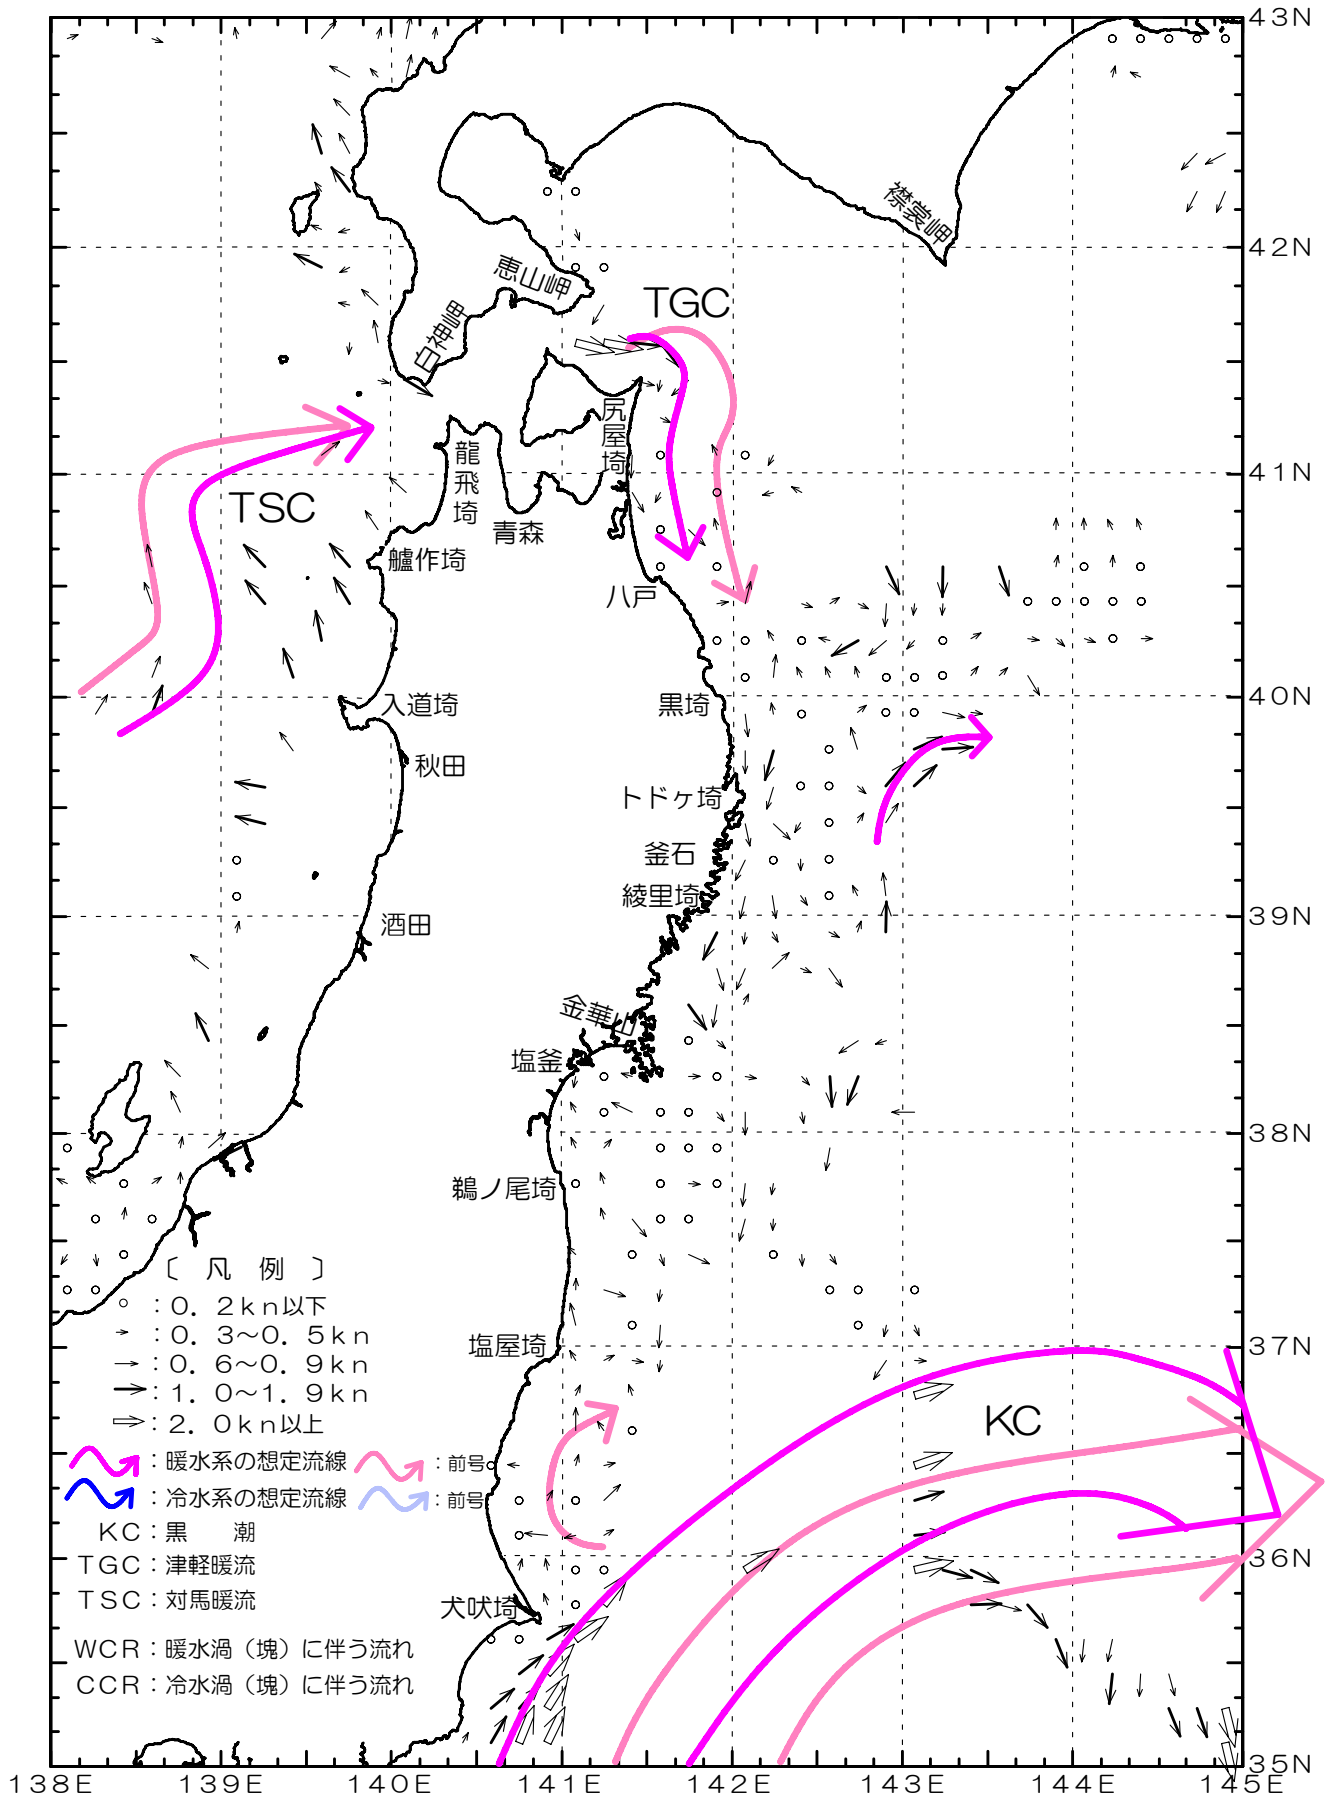 43N
襟裳岬
42N
恵山岬
TGC
白神岬
尻屋埼
41N
龍飛埼
TSC
青森
艫作埼
八戸
40N
入道埼
黒埼
秋田
トドヶ埼
釜石
綾里埼
39N
酒田
金華山
塩釜
38N
鵜ノ尾埼
〔 凡 例 〕
○：0．2kn以下
：0．3～0．5kn
：0．6～0．9kn
：1．0～1．9kn
：2．0kn以上
塩屋埼
37N
KC
：暖水系の想定流線 ：前号
：冷水系の想定流線 ：前号
KC：黒 潮
TGC：津軽暖流
36N
TSC：対馬暖流
犬吠埼
WCR：暖水渦（塊）に伴う流れ
CCR：冷水渦（塊）に伴う流れ
35N
138E 139E 140E 141E 142E 143E 144E 145E